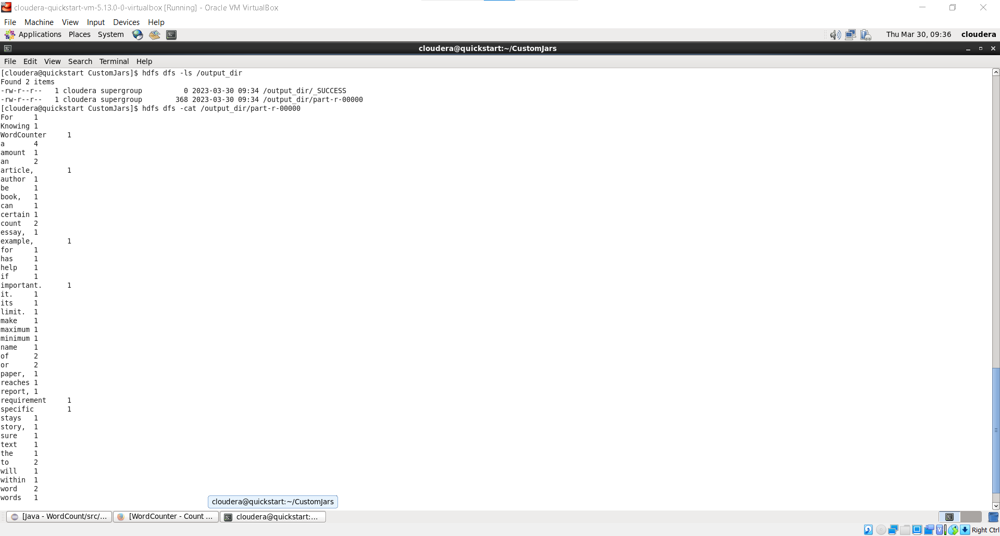 cloudera-quickstart-vm-5.13.0-0-virtualbox [Running] - Oracle VM VirtualBox
File Machine View Input Devices Help
Applications Places System Thu Mar 30, 09:36 cloudera
cloudera@quickstart:~/CustomJars
File Edit View Search Terminal Help
[cloudera@quickstart CustomJars]$ hdfs dfs -ls /output_dir
Found 2 items
-rw-r--r--   1 cloudera supergroup          0 2023-03-30 09:34 /output_dir/_SUCCESS
-rw-r--r--   1 cloudera supergroup        368 2023-03-30 09:34 /output_dir/part-r-00000
[cloudera@quickstart CustomJars]$ hdfs dfs -cat /output_dir/part-r-00000
For	1
Knowing	1
WordCounter	1
a	4
amount	1
an	2
article,	1
author	1
be	1
book,	1
can	1
certain	1
count	2
essay,	1
example,	1
for	1
has	1
help	1
if	1
important.	1
it.	1
its	1
limit.	1
make	1
maximum	1
minimum	1
name	1
of	2
or	2
paper,	1
reaches	1
report,	1
requirement	1
specific	1
stays	1
story,	1
sure	1
text	1
the	1
to	2
will	1
within	1
word	2
words	1
cloudera@quickstart:~/CustomJars
[Java - WordCount/src/... [WordCounter - Count ... cloudera@quickstart:...
Right Ctrl